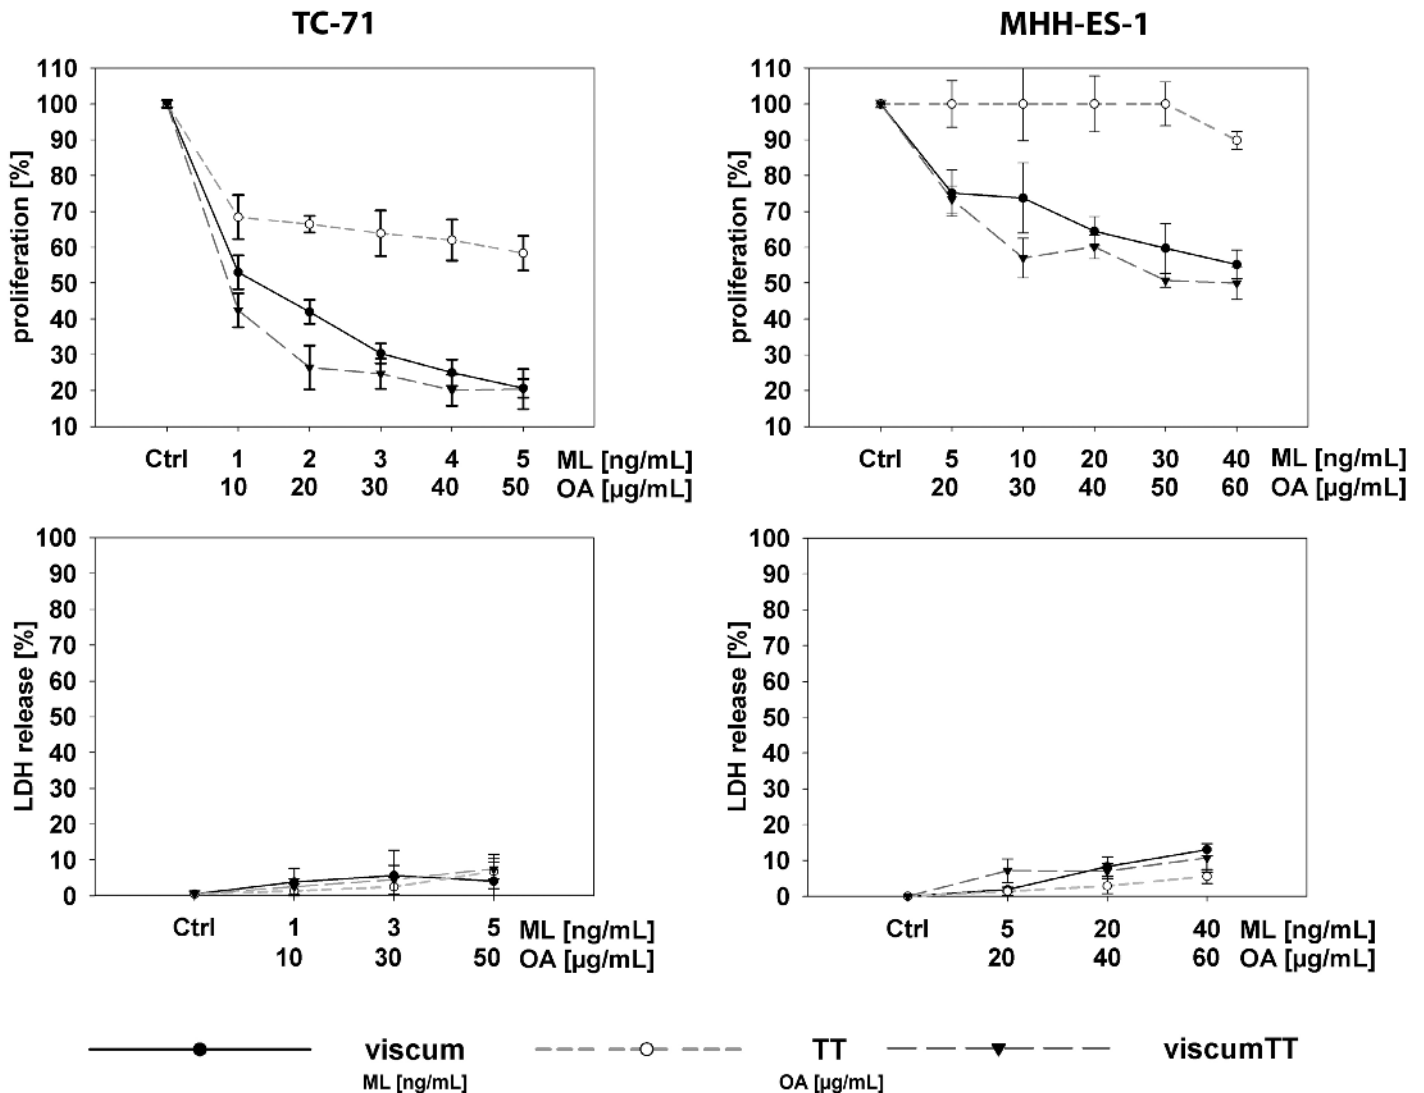 TC-71
MHH-ES-1
proliferation [%]
110
100
90
80
70
60
50
40
30
20
10
Ctrl 1 2 3 4 5 ML [ng/mL]
10 20 30 40 50 OA [µg/mL]
proliferation [%]
110
100
90
80
70
60
50
40
30
20
10
Ctrl 5 10 20 30 40 ML [ng/mL]
20 30 40 50 60 OA [µg/mL]
LDH release [%]
100
90
80
70
60
50
40
30
20
10
0
Ctrl 1 3 5 ML [ng/mL]
10 30 50 OA [µg/mL]
LDH release [%]
100
90
80
70
60
50
40
30
20
10
0
Ctrl 5 20 40 ML [ng/mL]
20 40 60 OA [µg/mL]
viscum TT viscumTT
ML [ng/mL] OA [µg/mL]